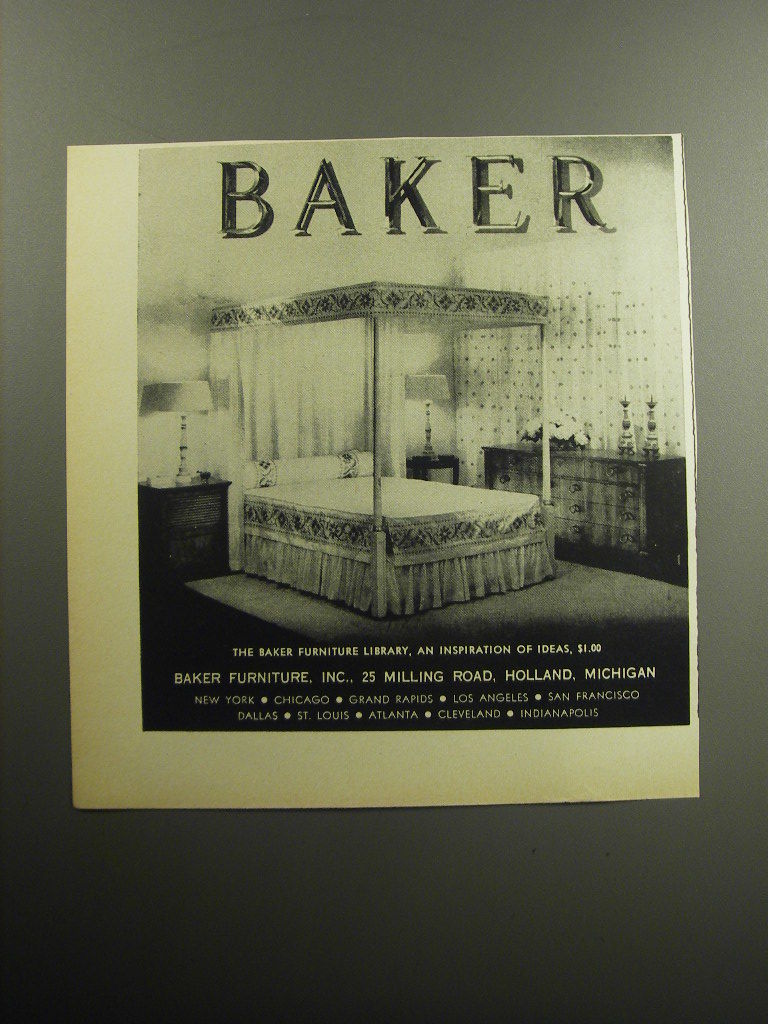 BAKER
THE BAKER FURNITURE LIBRARY, AN INSPIRATION OF IDEAS, $1.00
BAKER FURNITURE, INC., 25 MILLING ROAD, HOLLAND, MICHIGAN
NEW YORK ● CHICAGO ● GRAND RAPIDS ● LOS ANGELES ● SAN FRANCISCO
DALLAS ● ST. LOUIS ● ATLANTA ● CLEVELAND ● INDIANAPOLIS